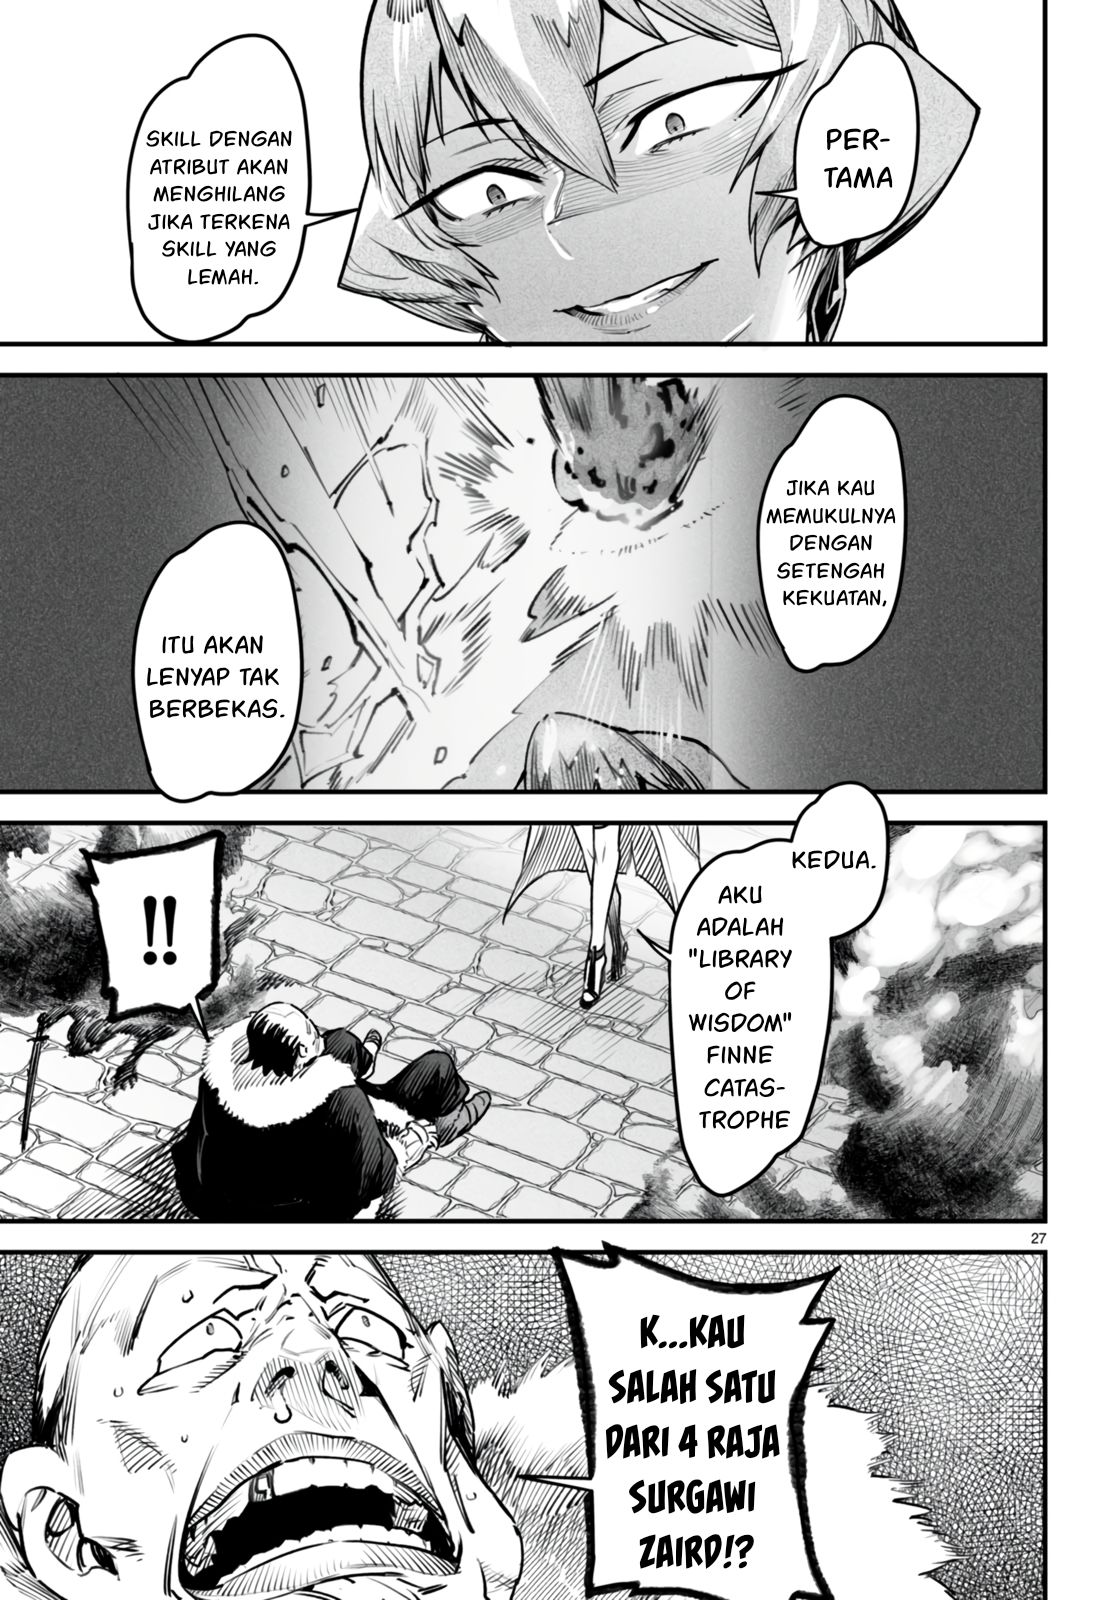 PER-
TAMA
SKILL DENGAN
ATRIBUT AKAN
MENGHILANG
JIKA TERKENA
SKILL YANG
LEMAH.
JIKA KAU
MEMUKULNYA
DENGAN
SETENGAH
KEKUATAN,
ITU AKAN
LENYAP TAK
BERBEKAS.
KEDUA.
AKU
ADALAH
"LIBRARY
OF
WISDOM"
FINNE
CATAS-
TROPHE
!!
27
K...KAU
SALAH SATU
DARI 4 RAJA
SURGAWI
ZAIRD!?